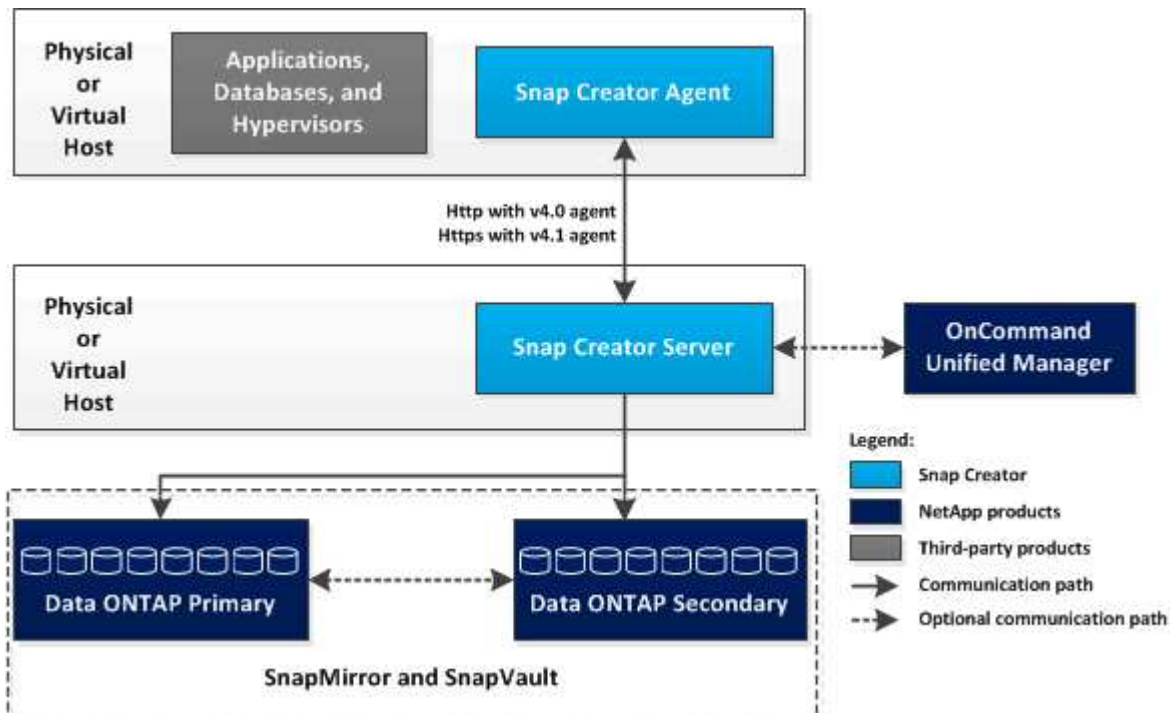 Physical
or
Virtual
Host
Applications,
Databases, and
Hypervisors
Snap Creator Agent
Http with v4.0 agent
Https with v4.1 agent
Physical
or
Virtual
Host
Snap Creator Server
OnCommand
Unified Manager
Legend:
Snap Creator
NetApp products
Third-party products
Communication path
Optional communication path
Data ONTAP Primary
Data ONTAP Secondary
SnapMirror and SnapVault